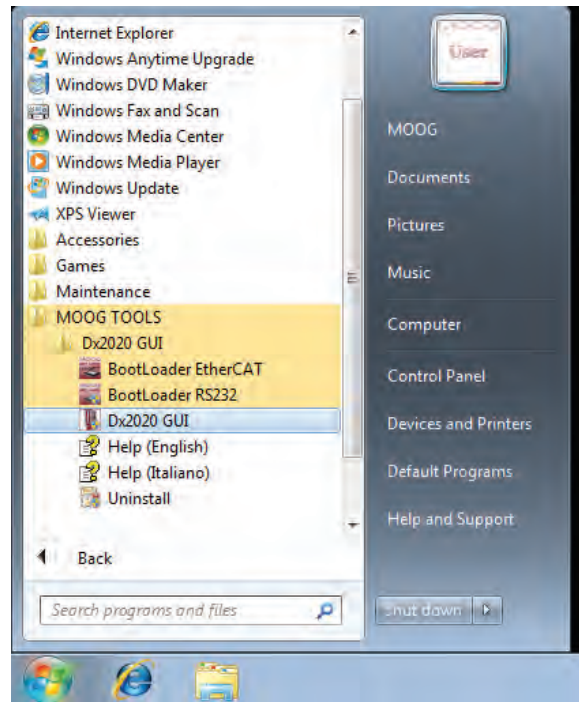 Internet Explorer
Windows Anytime Upgrade
Windows DVD Maker
Windows Fax and Scan
Windows Media Center
Windows Media Player
Windows Update
XPS Viewer
Accessories
Games
Maintenance
MOOG TOOLS
Dx2020 GUI
BootLoader EtherCAT
BootLoader RS232
Dx2020 GUI
Help (English)
Help (Italiano)
Uninstall
Back
Search programs and files
User
MOOG
Documents
Pictures
Music
Computer
Control Panel
Devices and Printers
Default Programs
Help and Support
Shut down